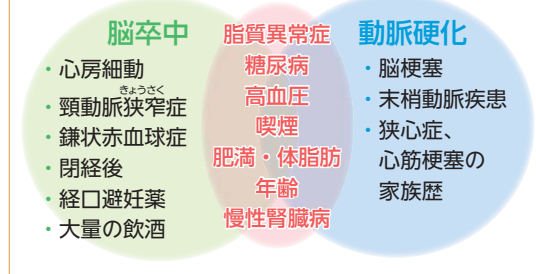 脳卒中
・心房細動
・頸動脈狭窄症
きょうさく
・鎌状赤血球症
・閉経後
・経口避妊薬
・大量の飲酒
脂質異常症
糖尿病
高血圧
喫煙
肥満・体脂肪
年齢
慢性腎臓病
動脈硬化
・脳梗塞
・末梢動脈疾患
・狭心症、
心筋梗塞の
家族歴